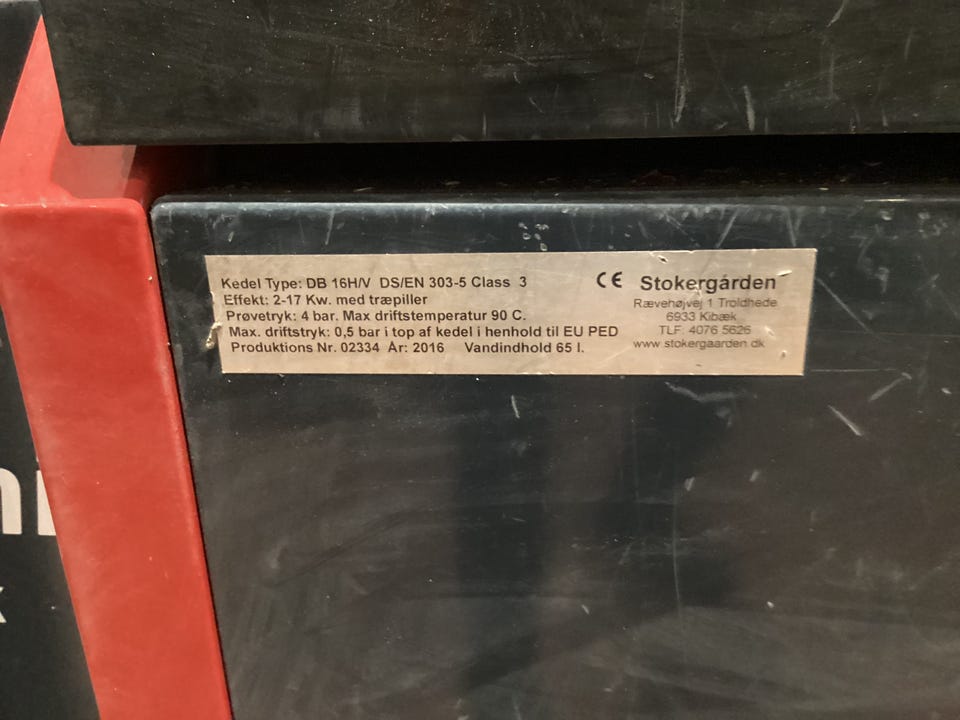 Kedel Type: DB 16H/V DS/EN 303-5 Class 3
Effekt: 2-17 Kw. med træpiller
Prøvetryk: 4 bar. Max driftstemperatur 90 C.
Max. driftstryk: 0,5 bar i top af kedel i henhold til EU PED
Produktions Nr. 02334 År: 2016 Vandindhold 65 l.
CE Stokergården
Rævehøjvej 1 Troldhede
6933 Kibæk
TLF: 4076 5626
www.stokergaarden.dk